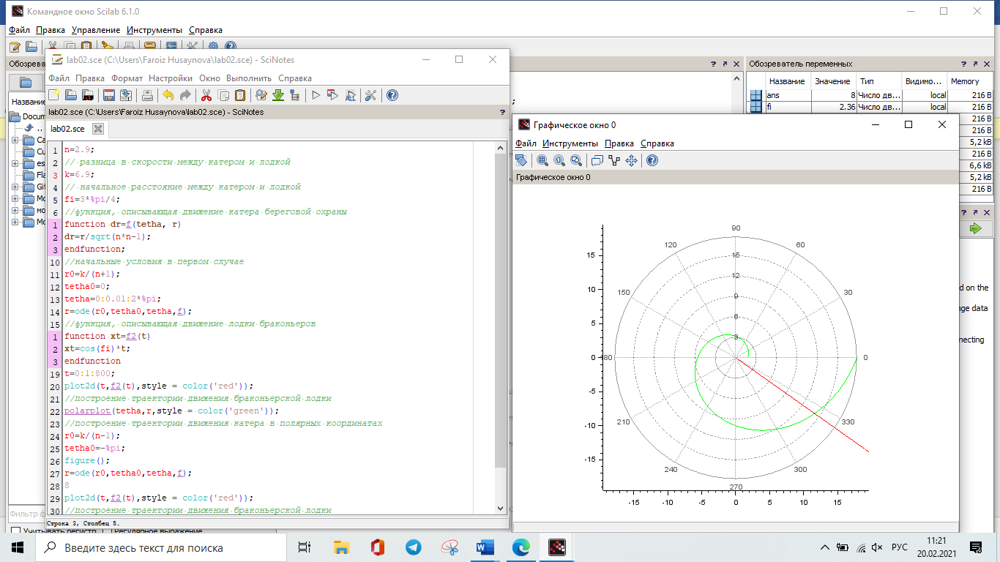 Командное окно Scilab 6.1.0
Файл Правка Управление Инструменты Справка
lab02.sce (C:\Users\Faroiz Husaynova\lab02.sce) - SciNotes
Файл Правка Формат Настройки Окно Выполнить Справка
lab02.sce (C:\Users\Faroiz Husaynova\lab02.sce) - SciNotes ?
lab02.sce
1 n=2.9;
2 // разница в скорости между катером и лодкой
3 k=6.9;
4 // начальное расстояние между катером и лодкой
5 fi=3*%pi/4;
6 //функция, описывающая движение катера береговой охраны
1 function dr=f(tetha, r)
2 dr=r/sqrt(n*n-1);
3 endfunction;
10 //начальные условия в первом случае
11 r0=k/(n+1);
12 tetha0=0;
13 tetha=0:0.01:2*%pi;
14 r=ode(r0,tetha0,tetha,f);
15 //функция, описывающая движение лодки браконьеров
1 function xt=f2(t)
2 xt=cos(fi)*t;
3 endfunction
19 t=0:1:800;
20 plot2d(t,f2(t),style = color('red'));
21 //построение траектории движения браконьерской лодки
22 polarplot(tetha,r,style = color('green'));
23 //построение траектории движения катера в полярных координатах
24 r0=k/(n-1);
25 tetha0=-%pi;
26 figure();
27 r=ode(r0,tetha0,tetha,f);
28 8
29 plot2d(t,f2(t),style = color('red'));
30 //построение траектории движения браконьерской лодки
Строка 3, Столбец 5.
Обозрева
Название
Docum
..
Ca
Cu
es
Fla
Gif
Mo
мо
Mo
Фильтр ф
Учитывать регистр Регулярное выражение
Обозреватель переменных
Название Значение Тип Видимо... Memory
ans 8 Число дв... local 216 B
fi 2.36 Число дв... local 216 B
216 B
216 B
5,2 kB
216 B
6,6 kB
5,2 kB
216 B
d on the
nge data
necting
Графическое окно 0
Файл Инструменты Правка Справка
Графическое окно 0
90
120 60
150 30
180 0
210 330
240 300
270
15
12
9
6
3
15
10
5
0
-5
-10
-15
-15 -10 -5 0 5 10 15
Введите здесь текст для поиска
РУС
11:21
20.02.2021